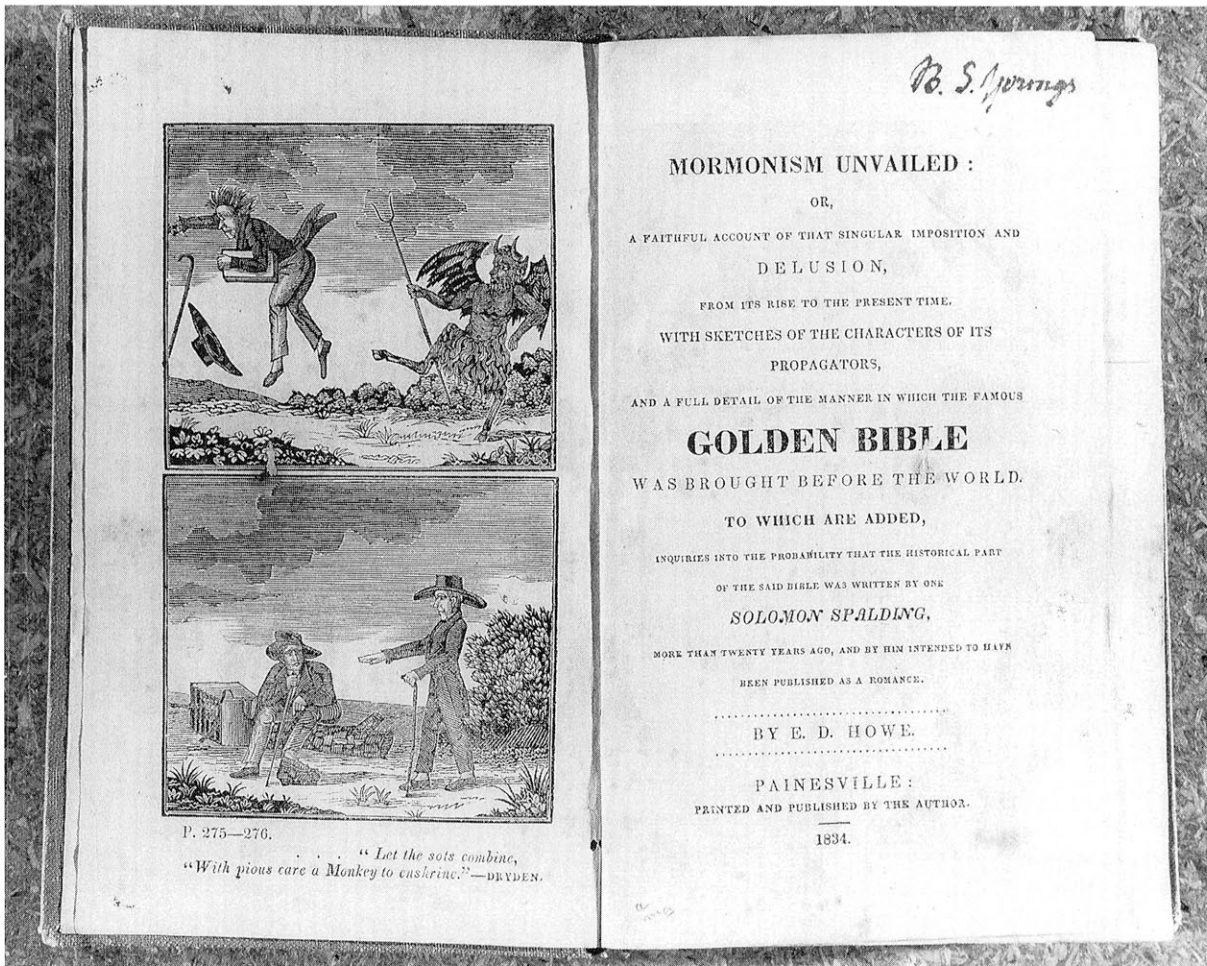 P. 275—276.
. . . "Let the sots combine,
"With pious care a Monkey to enshrine."—DRYDEN.
MORMONISM UNVAILED:
OR,
A FAITHFUL ACCOUNT OF THAT SINGULAR IMPOSITION AND
DELUSION,
FROM ITS RISE TO THE PRESENT TIME.
WITH SKETCHES OF THE CHARACTERS OF ITS
PROPAGATORS,
AND A FULL DETAIL OF THE MANNER IN WHICH THE FAMOUS
GOLDEN BIBLE
WAS BROUGHT BEFORE THE WORLD.
TO WHICH ARE ADDED,
INQUIRIES INTO THE PROBABILITY THAT THE HISTORICAL PART
OF THE SAID BIBLE WAS WRITTEN BY ONE
SOLOMON SPALDING,
MORE THAN TWENTY YEARS AGO, AND BY HIM INTENDED TO HAVE
BEEN PUBLISHED AS A ROMANCE.
BY E. D. HOWE.
PAINESVILLE:
PRINTED AND PUBLISHED BY THE AUTHOR.
1834.